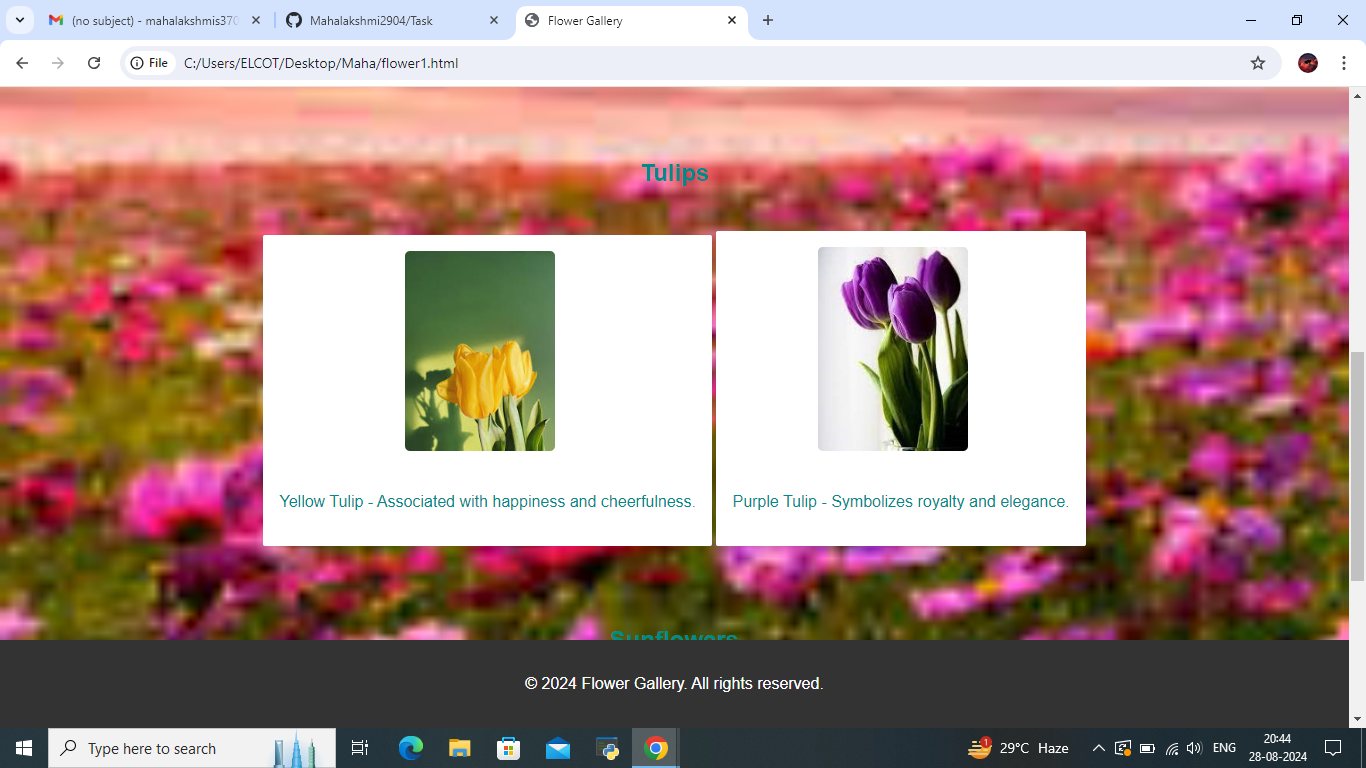 (no subject) - mahalakshmis370
Mahalakshmi2904/Task
Flower Gallery
File
C:/Users/ELCOT/Desktop/Maha/flower1.html
Tulips
Yellow Tulip - Associated with happiness and cheerfulness.
Purple Tulip - Symbolizes royalty and elegance.
Sunflowers
© 2024 Flower Gallery. All rights reserved.
Type here to search
1
29°C Haze
ENG
20:44
28-08-2024